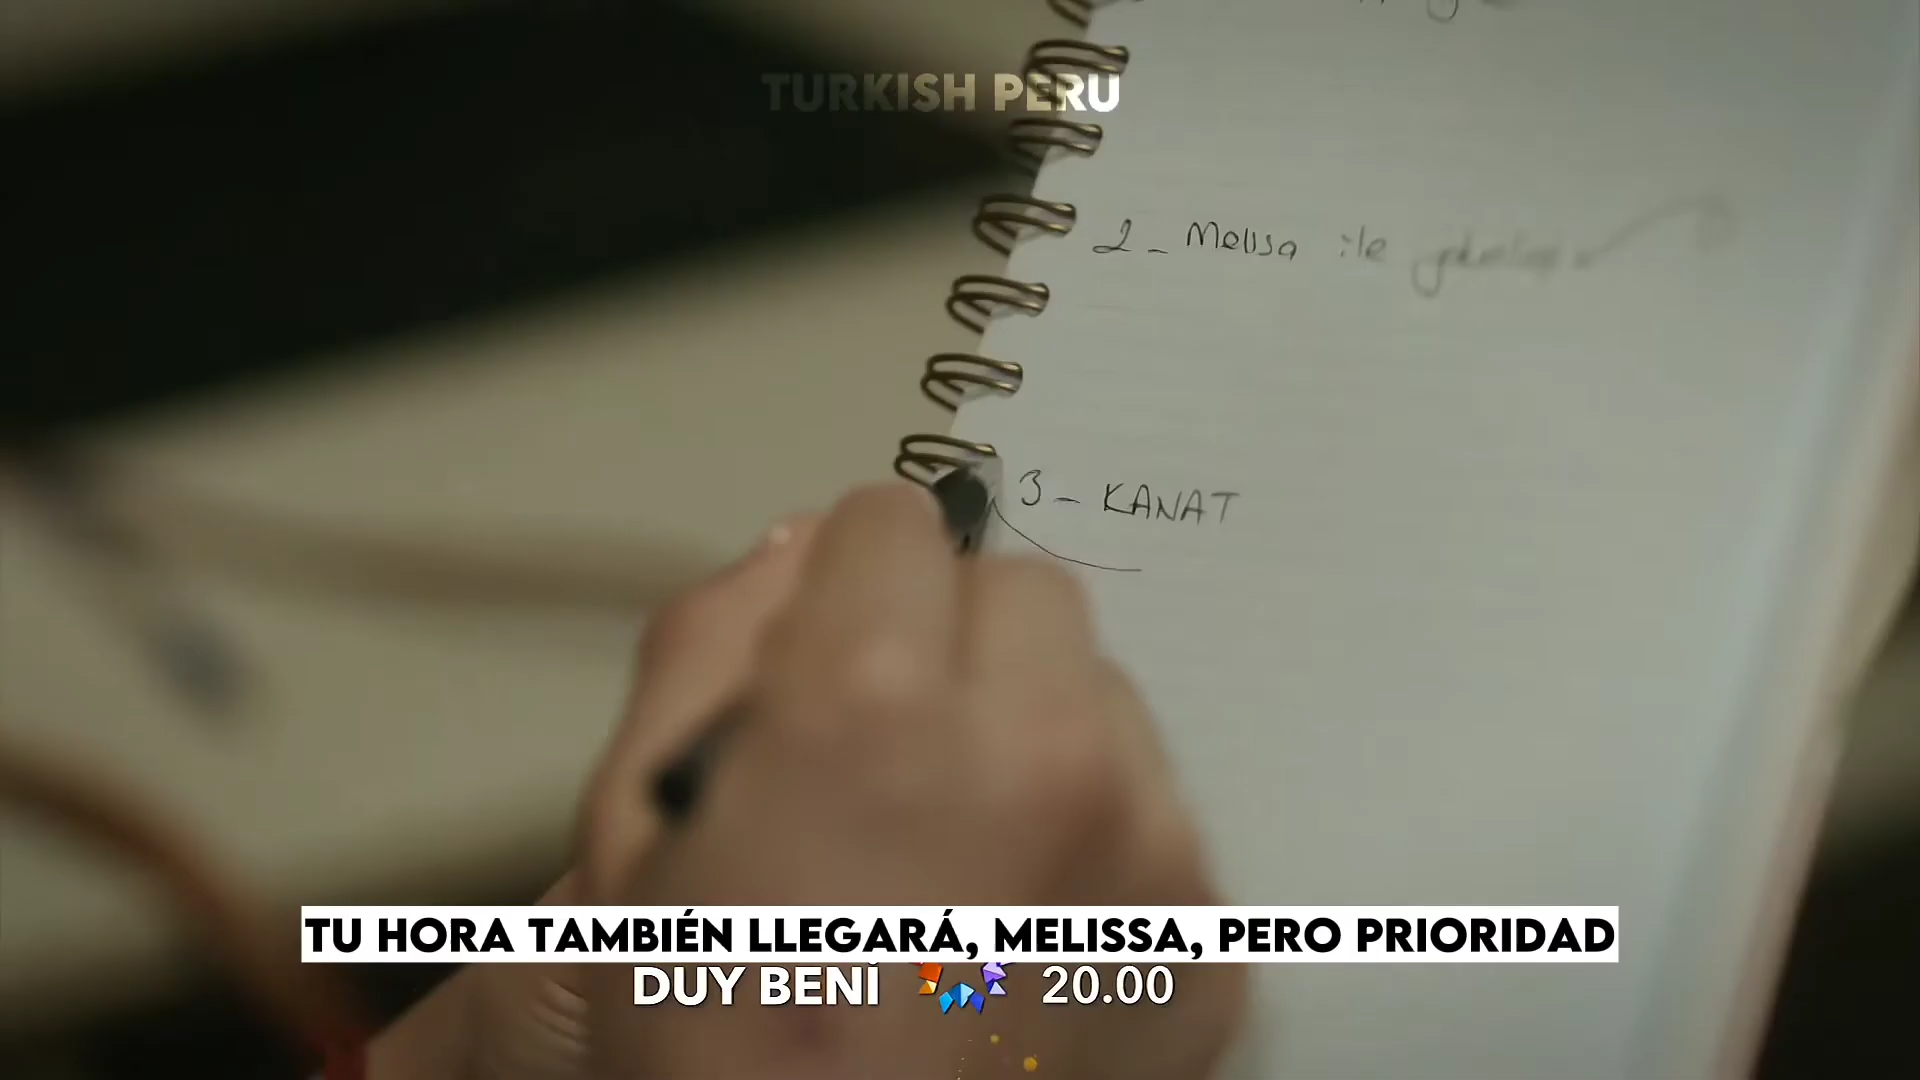 TURKISH PERU
2 - Melisa ile
3 - KANAT
TU HORA TAMBIÉN LLEGARÁ, MELISSA, PERO PRIORIDAD
DUY BENİ 20.00